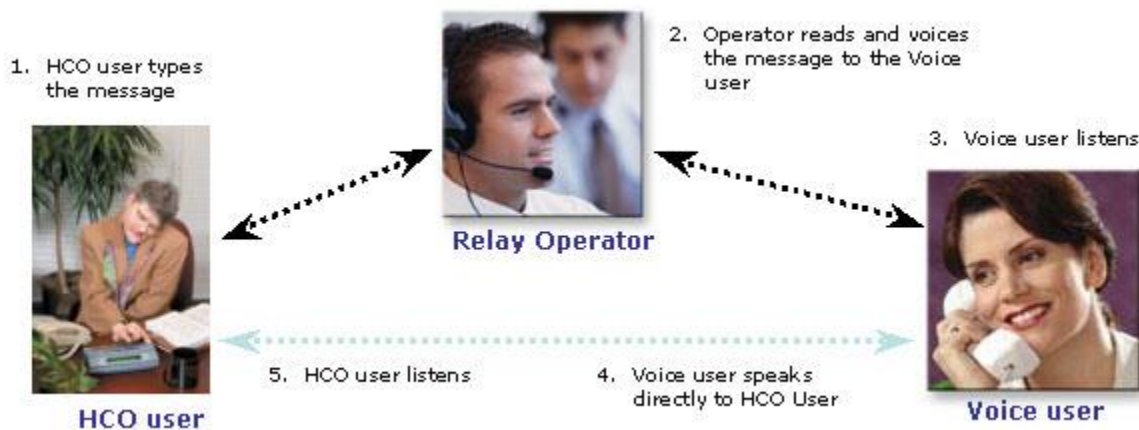 1. HCO user types
the message
2. Operator reads and voices
the message to the Voice
user
3. Voice user listens
Relay Operator
5. HCO user listens
4. Voice user speaks
directly to HCO User
HCO user
Voice user